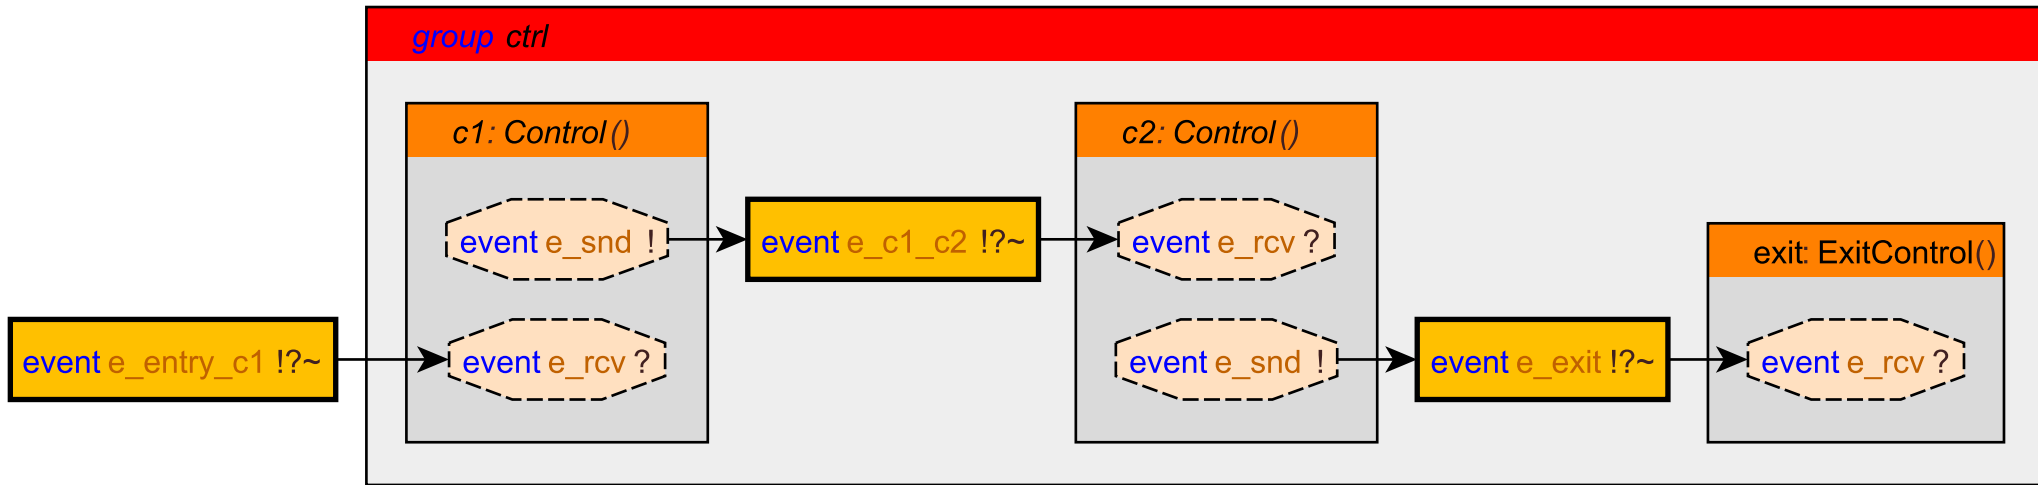 group ctrl
c1: Control()
c2: Control()
event e_snd !
event e_c1_c2 !?~
event e_rcv ?
exit: ExitControl()
event e_entry_c1 !?~
event e_rcv ?
event e_snd !
event e_exit !?~
event e_rcv ?